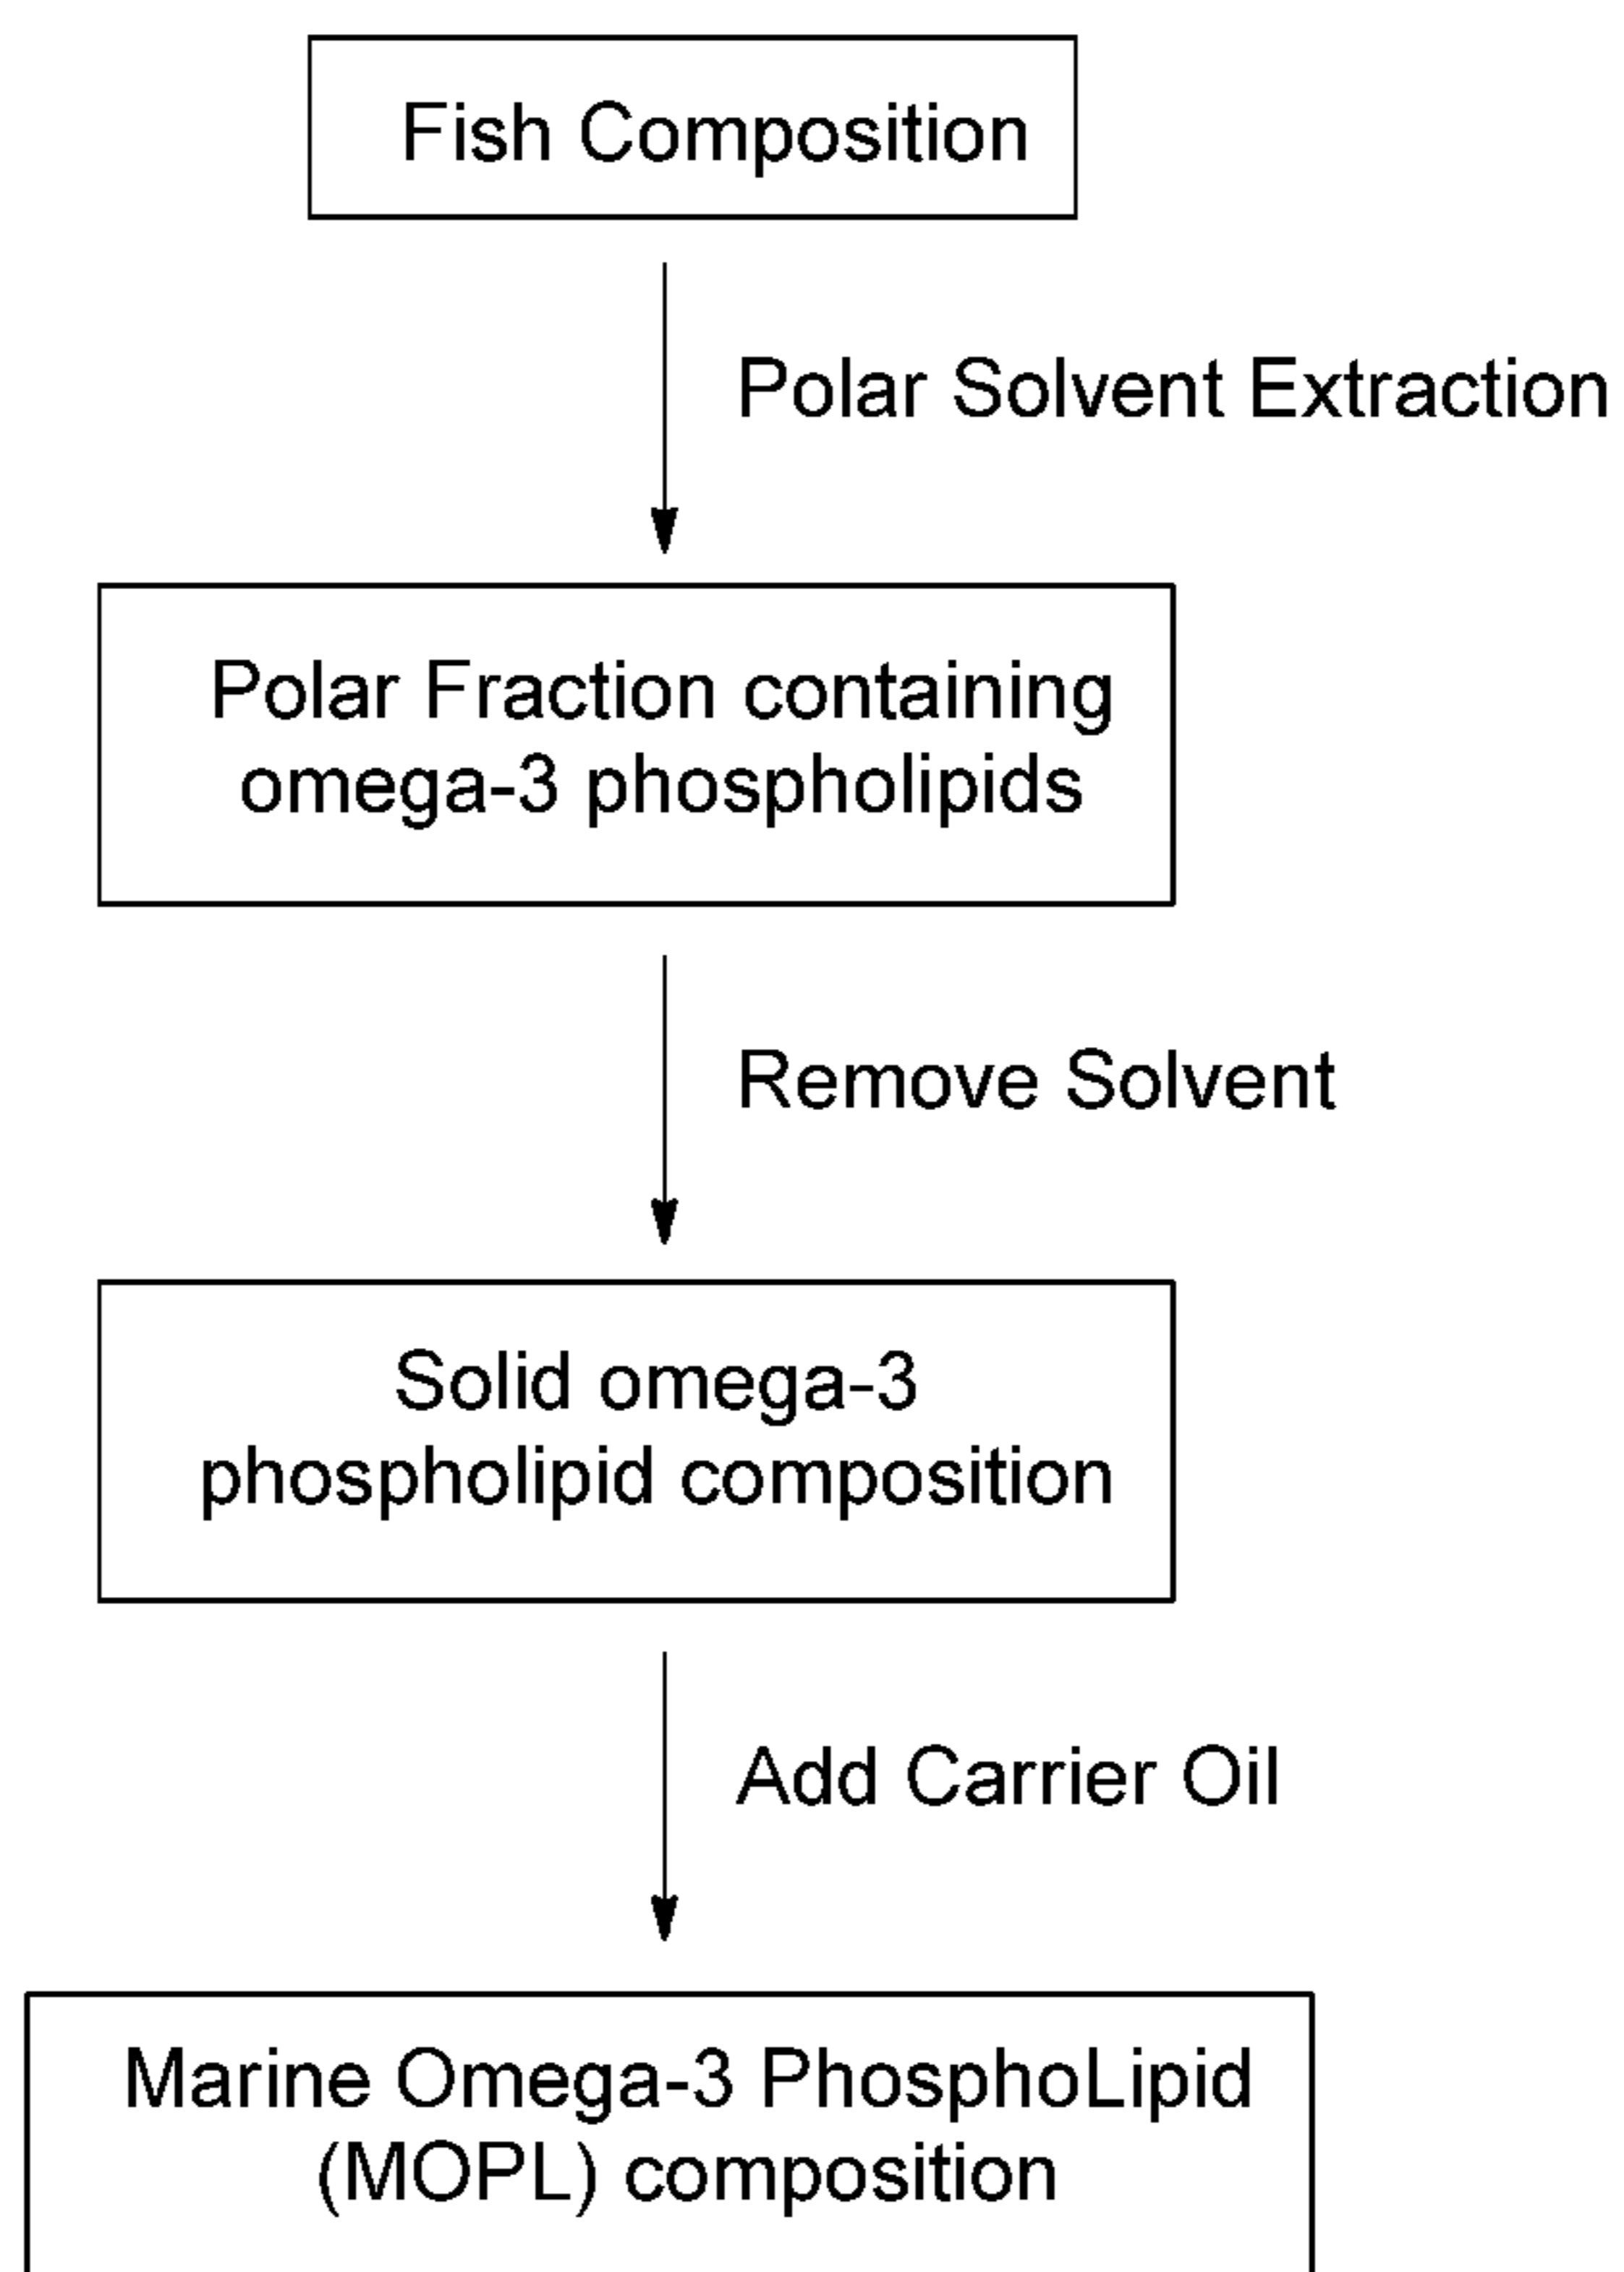 Fish Composition
Polar Solvent Extraction
Polar Fraction containing
omega-3 phospholipids
Remove Solvent
Solid omega-3
phospholipid composition
Add Carrier Oil
Marine Omega-3 PhosphoLipid
(MOPL) composition